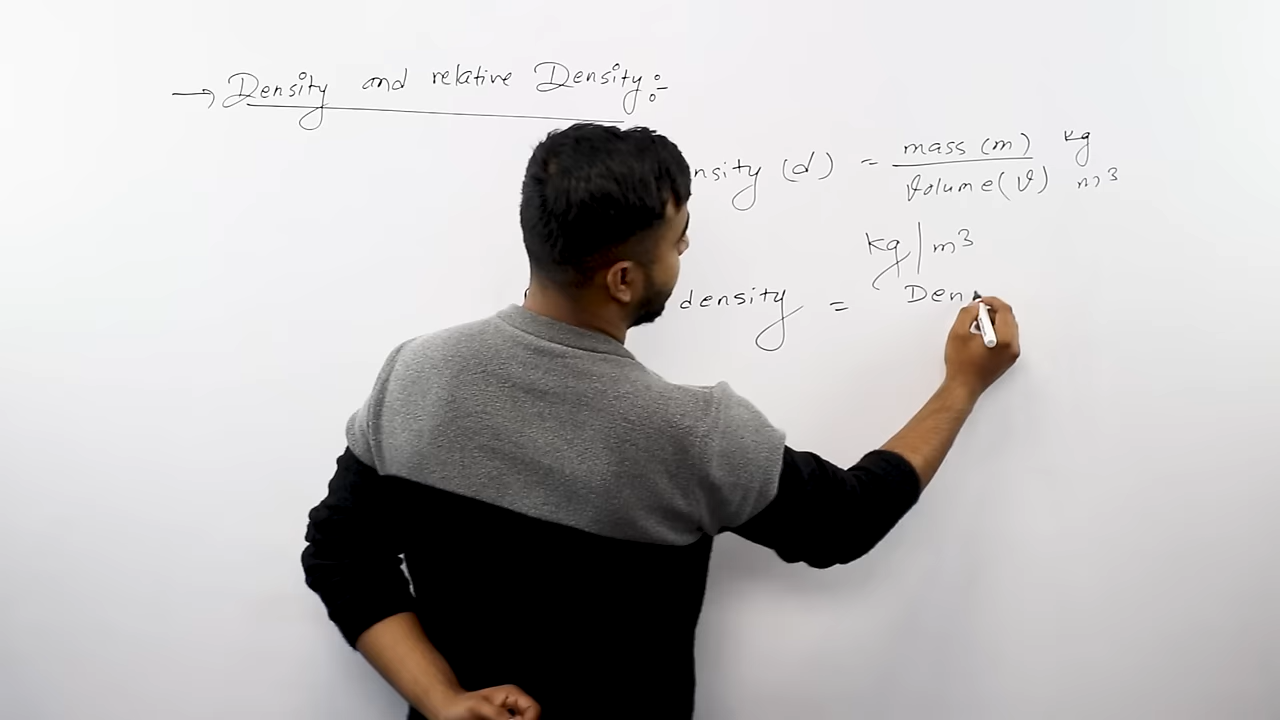 → Density and relative Density:-
nsity (d) = mass (m) / Volume (V) kg / m³
kg | m³
density = Den